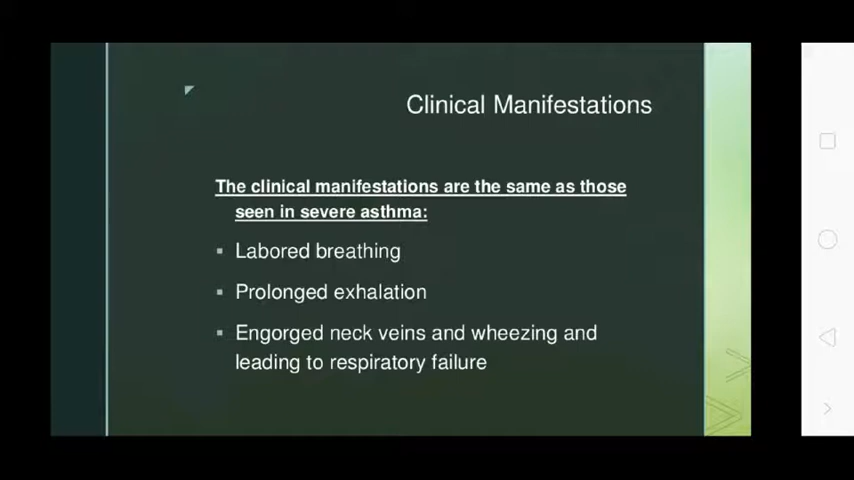 Clinical Manifestations
The clinical manifestations are the same as those
seen in severe asthma:
▪ Labored breathing
▪ Prolonged exhalation
▪ Engorged neck veins and wheezing and
leading to respiratory failure